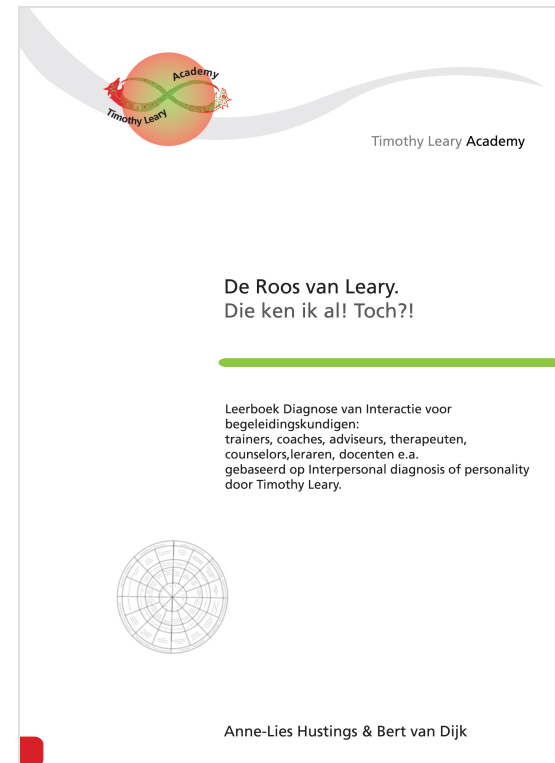 Academy
Timothy Leary
Timothy Leary Academy
De Roos van Leary.
Die ken ik al! Toch?!
Leerboek Diagnose van Interactie voor
begeleidingskundigen:
trainers, coaches, adviseurs, therapeuten,
counselors,leraren, docenten e.a.
gebaseerd op Interpersonal diagnosis of personality
door Timothy Leary.
Anne-Lies Hustings & Bert van Dijk